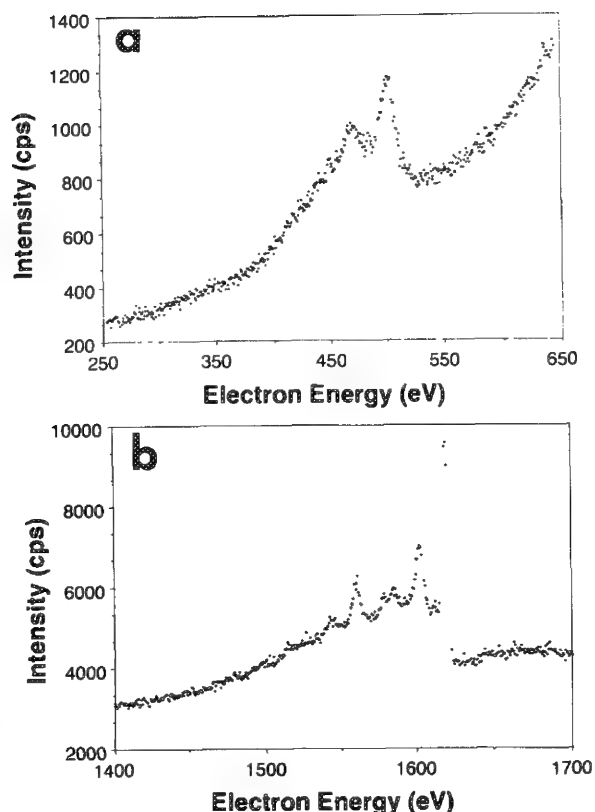 a
1400
1200
1000
800
600
400
200
Intensity (cps)
250 350 450 550 650
Electron Energy (eV)
b
10000
8000
6000
4000
2000
Intensity (cps)
1400 1500 1600 1700
Electron Energy (eV)